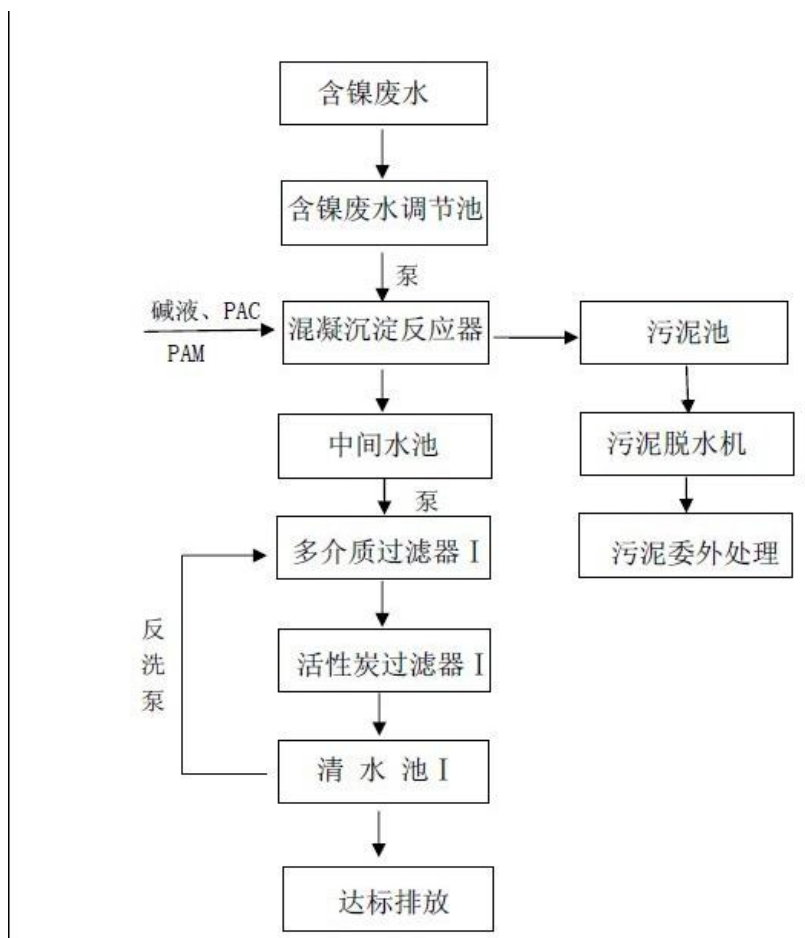 含镍废水
含镍废水调节池
泵
碱液、PAC
PAM
混凝沉淀反应器
污泥池
中间水池
污泥脱水机
泵
多介质过滤器Ⅰ
污泥委外处理
反洗泵
活性炭过滤器Ⅰ
清 水 池Ⅰ
达标排放